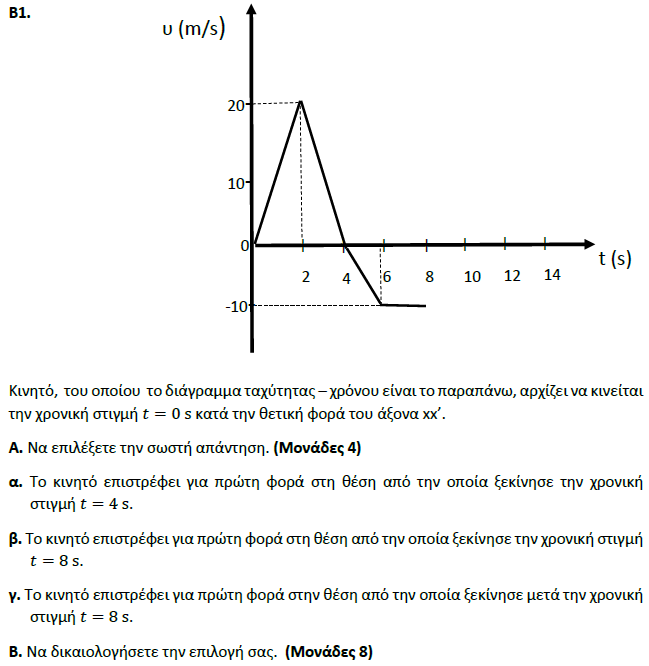 B1.
υ (m/s)
20
10
0
-10
2 4 6 8 10 12 14
t (s)
Κινητό, του οποίου το διάγραμμα ταχύτητας – χρόνου είναι το παραπάνω, αρχίζει να κινείται
την χρονική στιγμή t = 0 s κατά την θετική φορά του άξονα xx′.
Α. Να επιλέξετε την σωστή απάντηση. (Μονάδες 4)
α. Το κινητό επιστρέφει για πρώτη φορά στη θέση από την οποία ξεκίνησε την χρονική
στιγμή t = 4 s.
β. Το κινητό επιστρέφει για πρώτη φορά στη θέση από την οποία ξεκίνησε την χρονική στιγμή
t = 8 s.
γ. Το κινητό επιστρέφει για πρώτη φορά στην θέση από την οποία ξεκίνησε μετά την χρονική
στιγμή t = 8 s.
Β. Να δικαιολογήσετε την επιλογή σας. (Μονάδες 8)